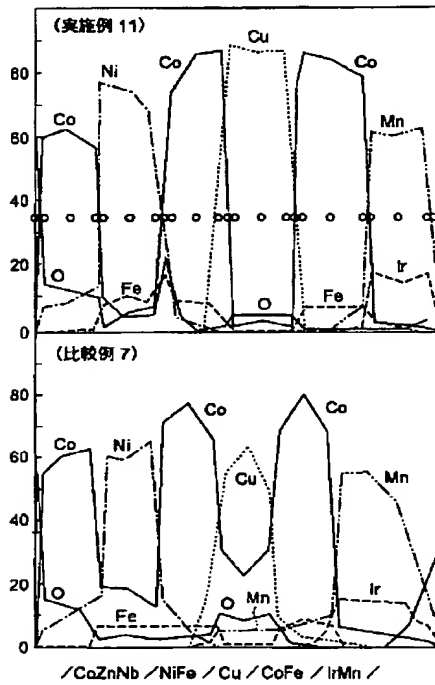 (実施例 11)
80
60
40
20
0
Co
Ni
Co
Cu
Co
Mn
O
Fe
O
Fe
Ir
(比較例 7)
80
60
40
20
0
Co
Ni
Co
Cu
Co
Mn
O
Fe
O
Mn
Ir
/CoZnNb/NiFe/Cu/CoFe/IrMn/